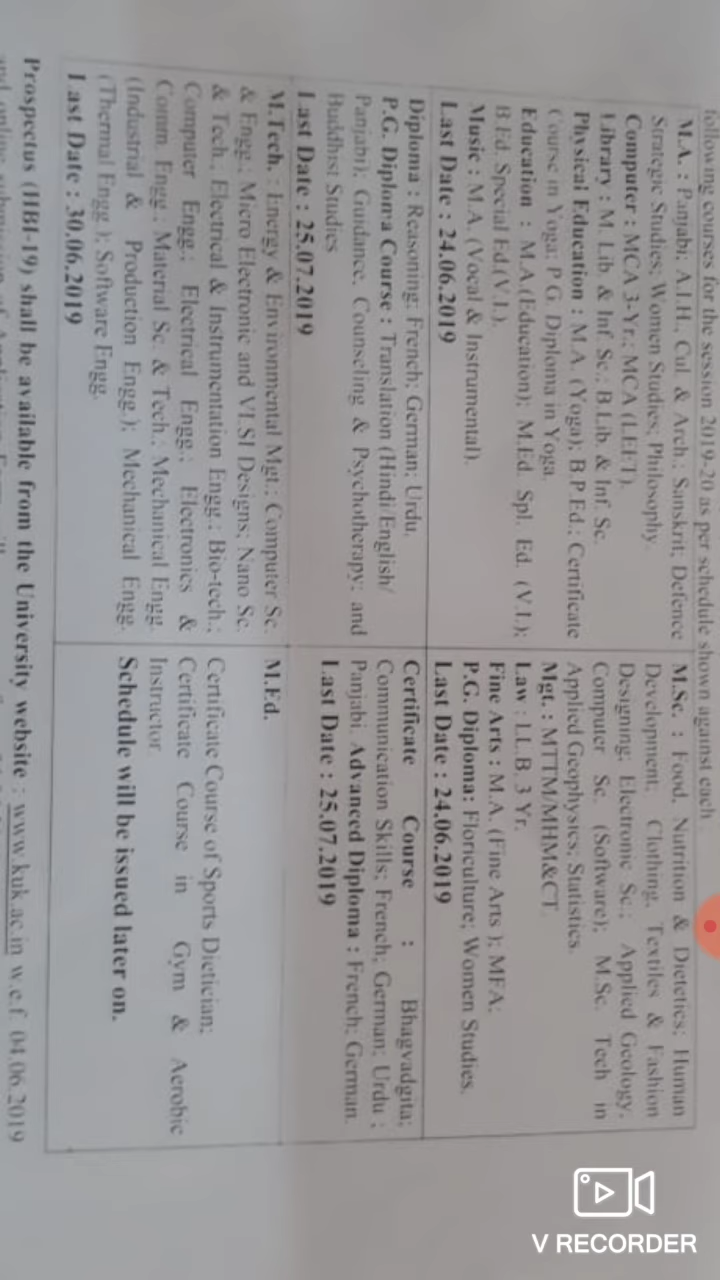 following courses for the session 2019-20 as per schedule shown against each
M.A. : Panjabi; A.I.H., Cul. & Arch.; Sanskrit; Defence
Strategic Studies; Women Studies; Philosophy.
Computer : MCA 3-Yr.; MCA (LEET).
Library : M. Lib & Inf. Sc.; B.Lib. & Inf. Sc.
Physical Education : M.A. (Yoga); B.P.Ed.; Certificate
Course in Yoga; P.G. Diploma in Yoga.
Education : M.A.(Education); M.Ed. Spl. Ed. (V.I.);
B.Ed. Special Ed.(V.I.).
Music : M.A. (Vocal & Instrumental).
Last Date : 24.06.2019
M.Sc. : Food, Nutrition & Dietetics; Human
Development, Clothing, Textiles & Fashion
Designing; Electronic Sc.; Applied Geology;
Computer Sc. (Software); M.Sc. Tech in
Applied Geophysics; Statistics.
Mgt. : MTTM/MHM&CT.
Law : LL.B. 3 Yr.
Fine Arts : M.A. (Fine Arts ); MFA;
P.G. Diploma: Floriculture; Women Studies.
Last Date : 24.06.2019
Diploma : Reasoning; French; German; Urdu.
P.G. Diploma Course : Translation (Hindi/English/
Panjabi); Guidance, Counseling & Psychotherapy; and
Buddhist Studies
Last Date : 25.07.2019
Certificate Course : Bhagvadgita;
Communication Skills; French; German; Urdu ;
Panjabi. Advanced Diploma : French; German.
Last Date : 25.07.2019
M.Tech. : Energy & Environmental Mgt.; Computer Sc.
& Engg.; Micro Electronic and VLSI Designs; Nano Sc.
& Tech.; Electrical & Instrumentation Engg.; Bio-tech.;
Computer Engg.; Electrical Engg.; Electronics &
Comm. Engg.; Material Sc. & Tech.; Mechanical Engg.
(Industrial & Production Engg.); Mechanical Engg.
(Thermal Engg.); Software Engg.
Last Date : 30.06.2019
M.Ed.
Certificate Course of Sports Dietician;
Certificate Course in Gym & Aerobic
Instructor
Schedule will be issued later on.
Prospectus (HBI-19) shall be available from the University website : www.kuk.ac.in w.e.f. 04.06.2019
V RECORDER